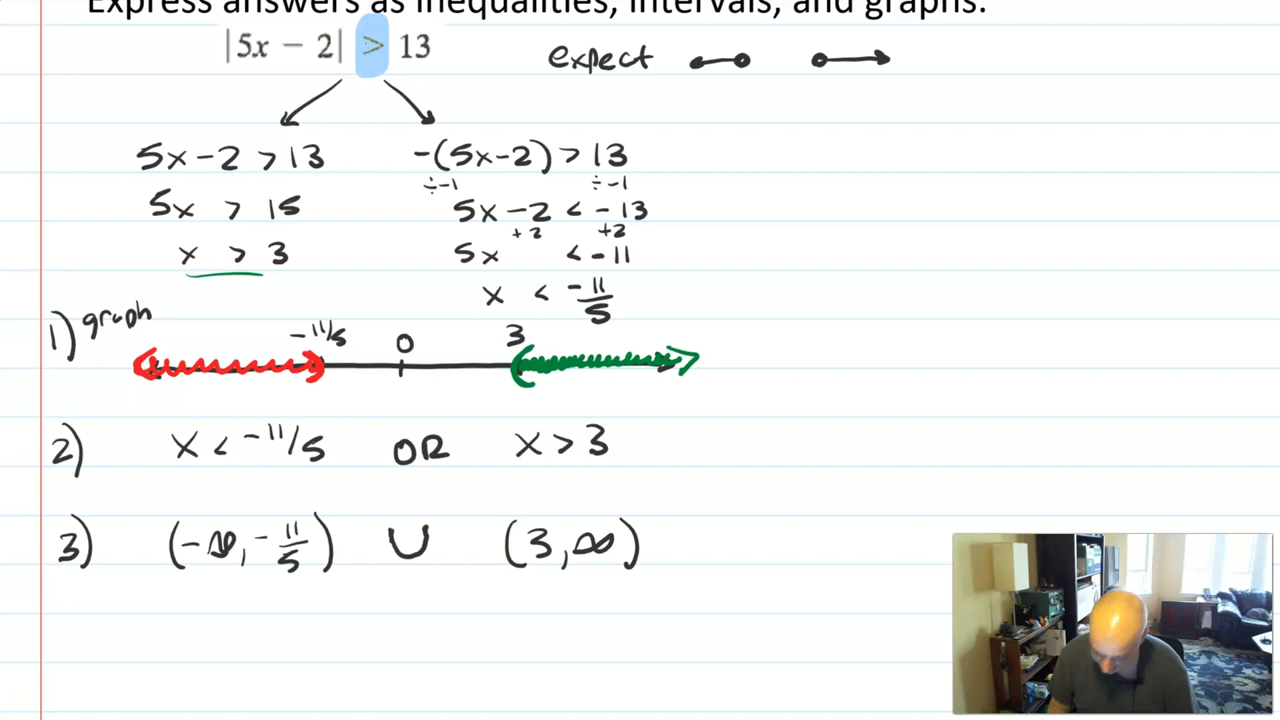 Express answers as inequalities, intervals, and graphs.
|5x − 2| > 13 expect
5x-2 > 13 -(5x-2) > 13
÷-1 ÷-1
5x > 15 5x -2 < -13
+2 +2
x > 3 5x < -11
x < -11/5
1) graph
-11/5 0 3
2) x < -11/5 OR x > 3
3) (-∞, -11/5) ∪ (3, ∞)